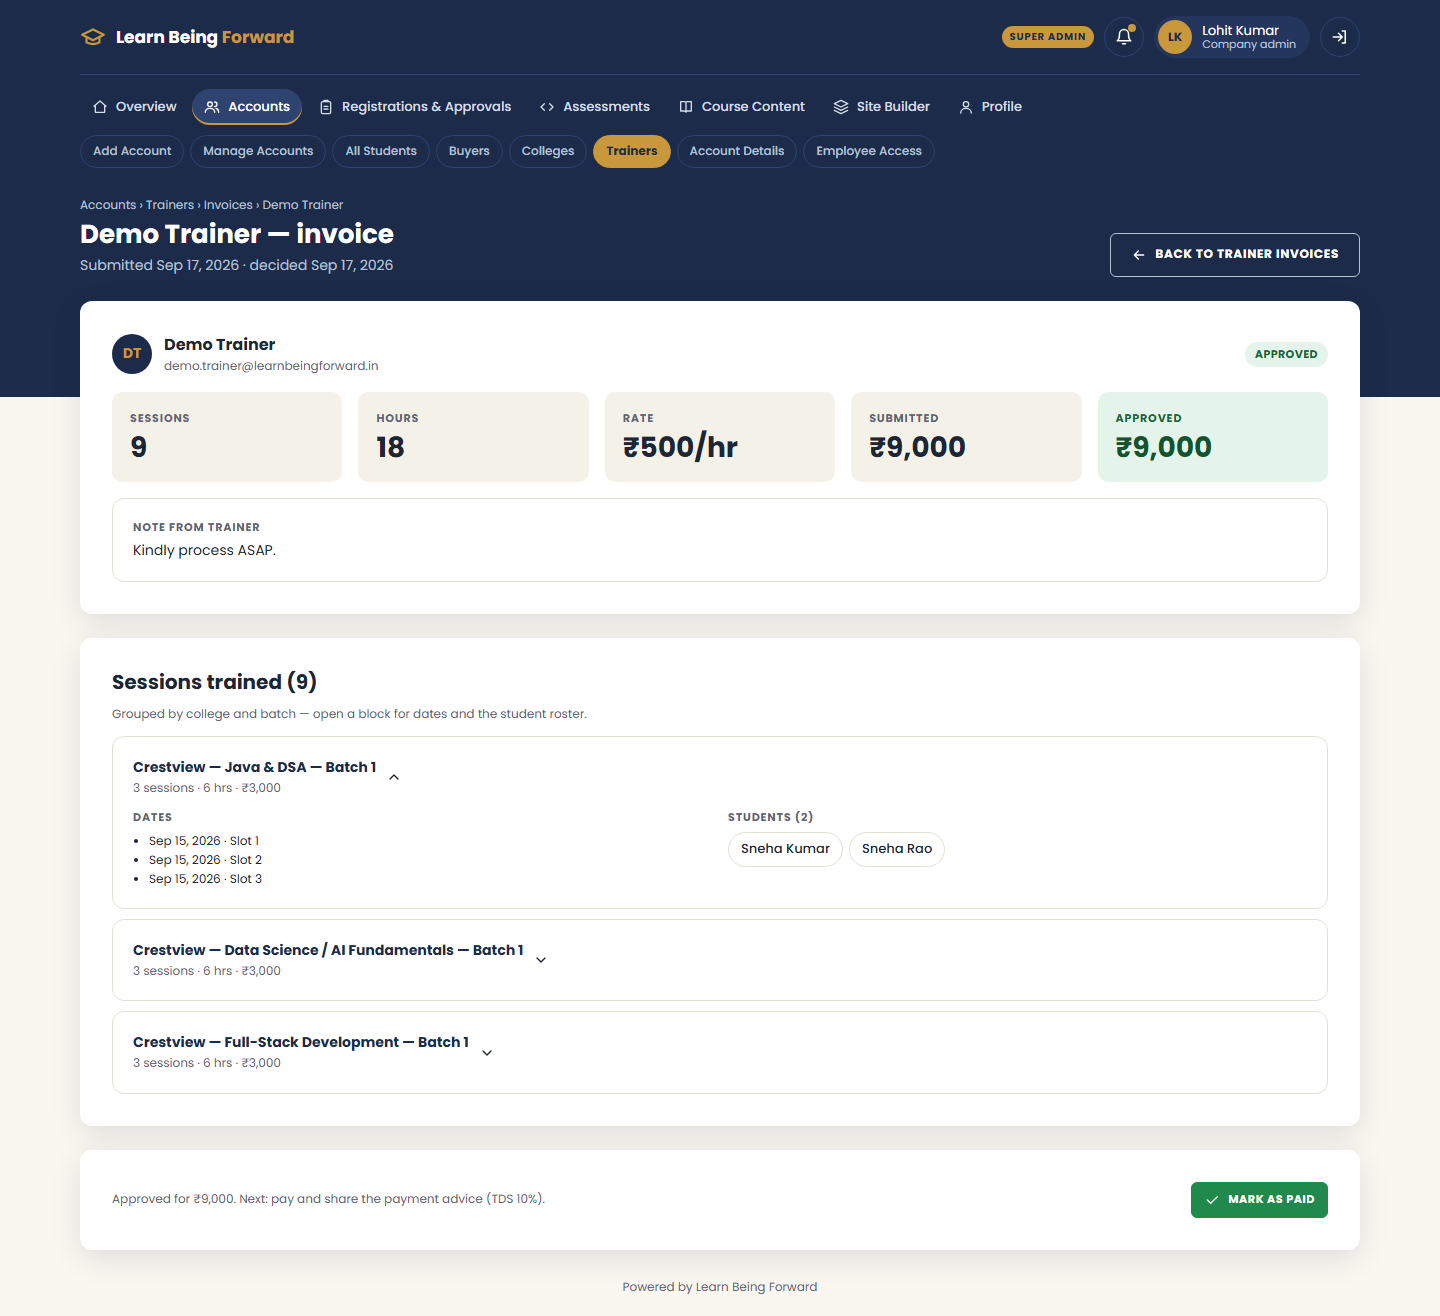 Learn Being Forward
SUPER ADMIN
LK
Lohit Kumar
Company admin
Overview
Accounts
Registrations & Approvals
Assessments
Course Content
Site Builder
Profile
Add Account
Manage Accounts
All Students
Buyers
Colleges
Trainers
Account Details
Employee Access
Accounts › Trainers › Invoices › Demo Trainer
Demo Trainer — invoice
Submitted Sep 17, 2026 · decided Sep 17, 2026
BACK TO TRAINER INVOICES
DT
Demo Trainer
demo.trainer@learnbeingforward.in
APPROVED
SESSIONS
9
HOURS
18
RATE
₹500/hr
SUBMITTED
₹9,000
APPROVED
₹9,000
NOTE FROM TRAINER
Kindly process ASAP.
Sessions trained (9)
Grouped by college and batch — open a block for dates and the student roster.
Crestview — Java & DSA — Batch 1
3 sessions · 6 hrs · ₹3,000
DATES
• Sep 15, 2026 · Slot 1
• Sep 15, 2026 · Slot 2
• Sep 15, 2026 · Slot 3
STUDENTS (2)
Sneha Kumar
Sneha Rao
Crestview — Data Science / AI Fundamentals — Batch 1
3 sessions · 6 hrs · ₹3,000
Crestview — Full-Stack Development — Batch 1
3 sessions · 6 hrs · ₹3,000
Approved for ₹9,000. Next: pay and share the payment advice (TDS 10%).
MARK AS PAID
Powered by Learn Being Forward